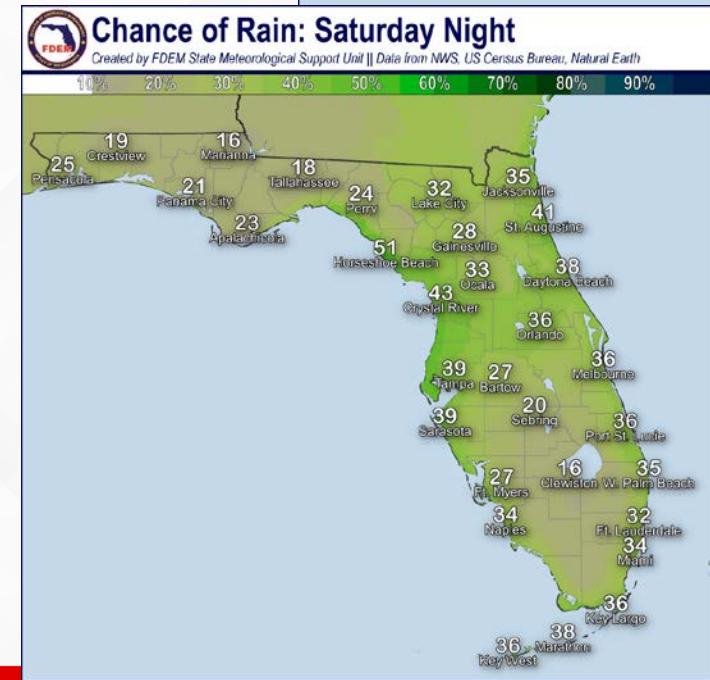 FDEM
Chance of Rain: Saturday Night
Created by FDEM State Meteorological Support Unit || Data from NWS, US Census Bureau, Natural Earth
10% 20% 30% 40% 50% 60% 70% 80% 90%
19
Crestview
16
Marianna
25
Pensacola
18
Tallahassee
35
Jacksonville
21
Panama City
24
Perry
32
Lake City
41
St. Augustine
23
Apalachicola
28
Gainesville
51
Horseshoe Beach
33
Ocala
38
Daytona Beach
43
Crystal River
36
Orlando
36
Melbourne
39
Tampa
27
Bartow
20
Sebring
39
Sarasota
36
Port St. Lucie
27
Ft. Myers
16
Clewiston
35
W. Palm Beach
34
Naples
32
Ft. Lauderdale
34
Miami
36
Key Largo
38
Marathon
36
Key West